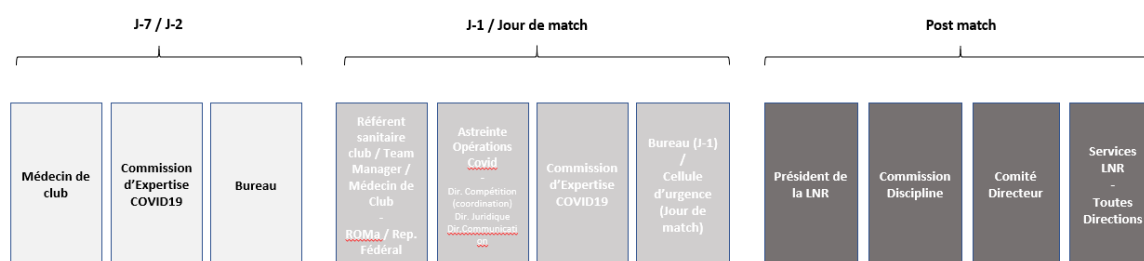 J-7 / J-2
J-1 / Jour de match
Post match
Médecin de
club
Commission
d'Expertise
COVID19
Bureau
Référent
sanitaire
club / Team
Manager /
Médecin de
Club
-
ROMa / Rep.
Fédéral
Astreinte
Opérations
Covid
-
Dir. Compétition
(coordination)
Dir. Juridique
Dir.Communicati
on
Commission
d'Expertise
COVID19
Bureau (J-1)
/
Cellule
d'urgence
(Jour de
match)
Président de
la LNR
Commission
Discipline
Comité
Directeur
Services
LNR
-
Toutes
Directions